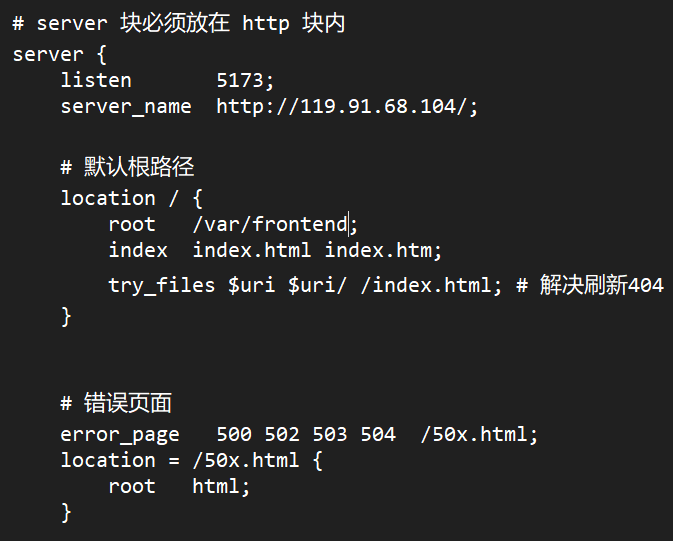 # server 块必须放在 http 块内
server {
    listen       5173;
    server_name  http://119.91.68.104/;

    # 默认根路径
    location / {
        root   /var/frontend;
        index  index.html index.htm;
        try_files $uri $uri/ /index.html; # 解决刷新404
    }

    # 错误页面
    error_page   500 502 503 504  /50x.html;
    location = /50x.html {
        root   html;
    }